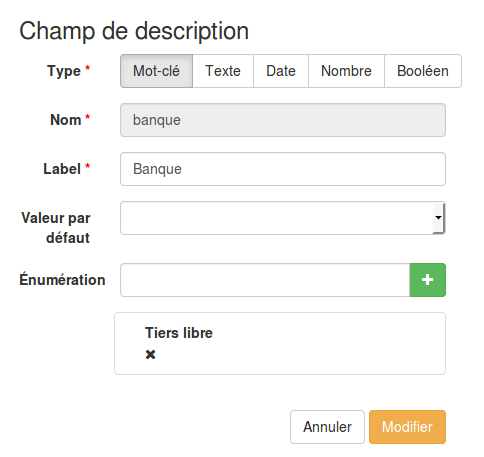 Champ de description
Type * Mot-clé Texte Date Nombre Booléen
Nom * banque
Label * Banque
Valeur par
défaut
Énumération
Tiers libre
Annuler Modifier